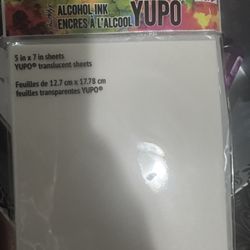 ALCOHOL INK
ENCRES À L'ALCOOL
YUPO
5 in x 7 in sheets
YUPO® translucent sheets
Feuilles de 12.7 cm x 17.78 cm
feuilles transparentes YUPO®